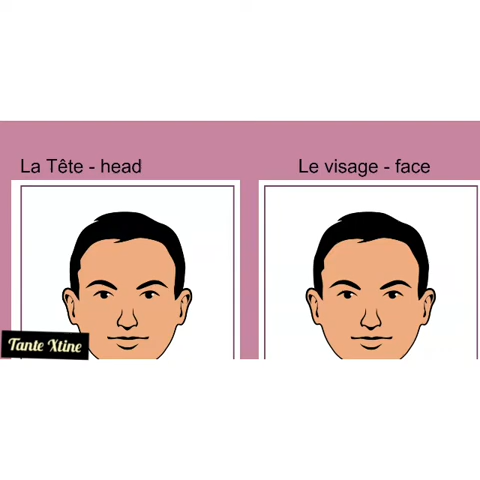 La Tête - head
Le visage - face
Tante Xtine